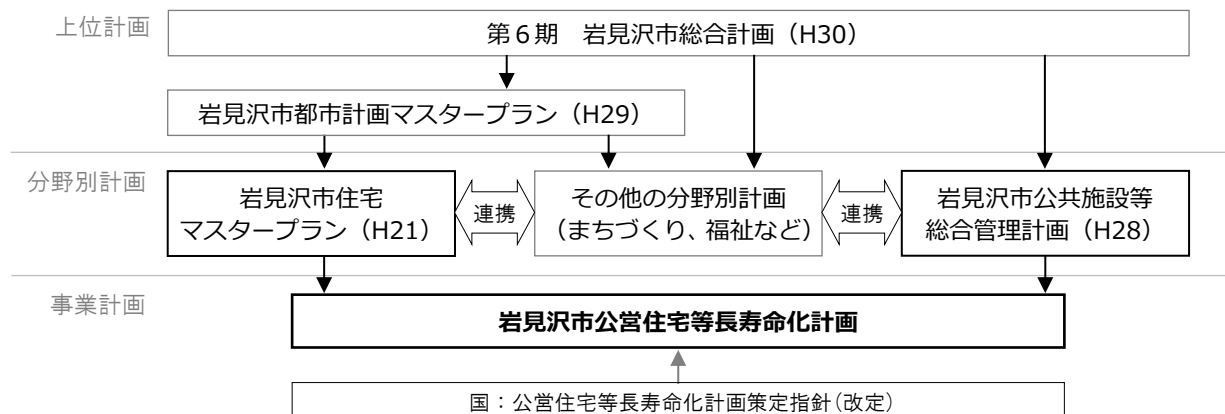 上位計画
第６期　岩見沢市総合計画（H30）
岩見沢市都市計画マスタープラン（H29）
分野別計画
岩見沢市住宅
マスタープラン（H21）
連携
その他の分野別計画
（まちづくり、福祉など）
連携
岩見沢市公共施設等
総合管理計画（H28）
事業計画
岩見沢市公営住宅等長寿命化計画
国：公営住宅等長寿命化計画策定指針（改定）